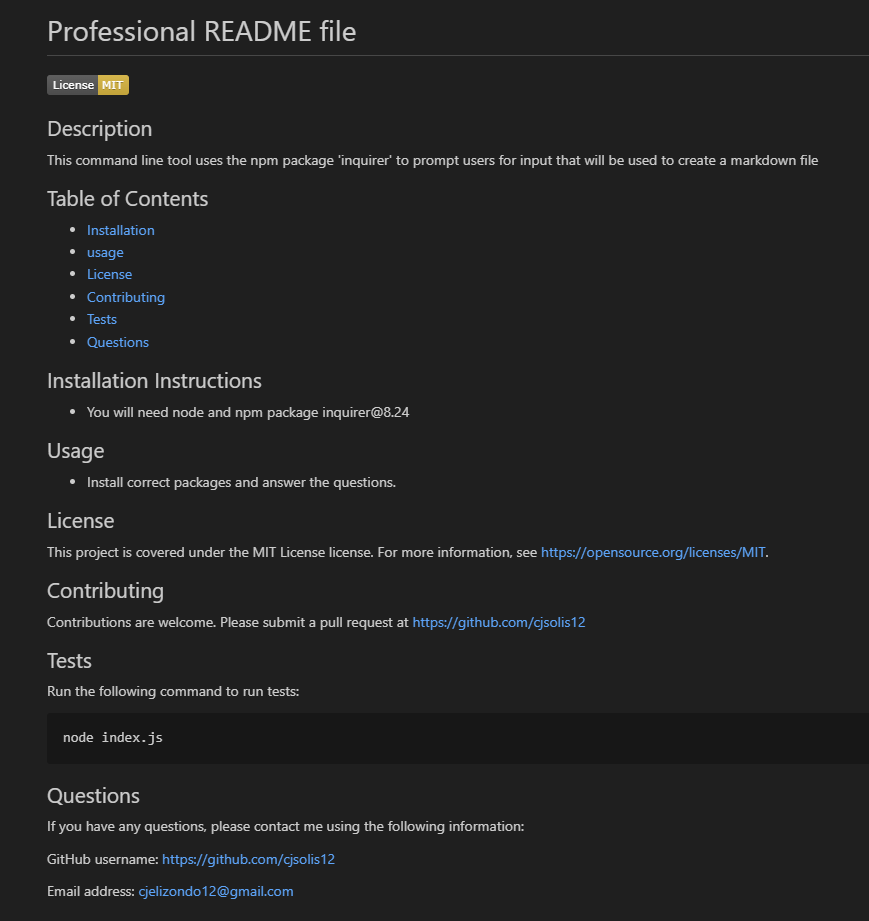 Professional README file
License MIT
Description
This command line tool uses the npm package 'inquirer' to prompt users for input that will be used to create a markdown file
Table of Contents
Installation
usage
License
Contributing
Tests
Questions
Installation Instructions
You will need node and npm package inquirer@8.24
Usage
Install correct packages and answer the questions.
License
This project is covered under the MIT License license. For more information, see https://opensource.org/licenses/MIT.
Contributing
Contributions are welcome. Please submit a pull request at https://github.com/cjsolis12
Tests
Run the following command to run tests:
node index.js
Questions
If you have any questions, please contact me using the following information:
GitHub username: https://github.com/cjsolis12
Email address: cjelizondo12@gmail.com